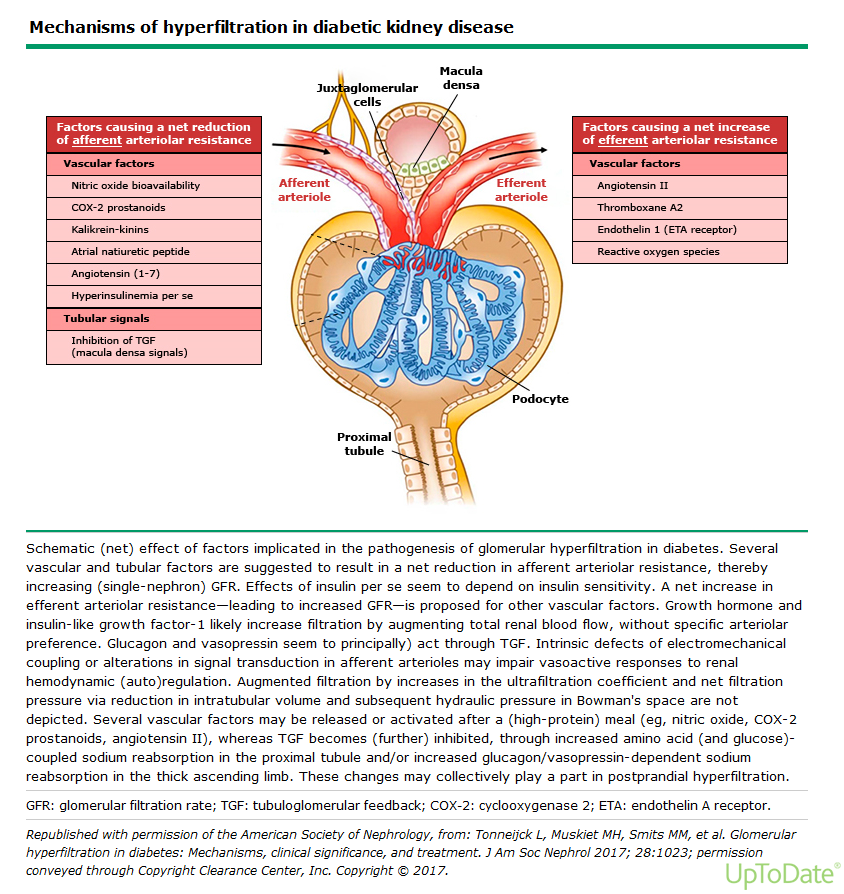 Mechanisms of hyperfiltration in diabetic kidney disease
Juxtaglomerular
cells
Macula
densa
Factors causing a net reduction
of afferent arteriolar resistance
Vascular factors
Nitric oxide bioavailability
COX-2 prostanoids
Kalikrein-kinins
Atrial natiuretic peptide
Angiotensin (1-7)
Hyperinsulinemia per se
Tubular signals
Inhibition of TGF
(macula densa signals)
Afferent
arteriole
Efferent
arteriole
Factors causing a net increase
of efferent arteriolar resistance
Vascular factors
Angiotensin II
Thromboxane A2
Endothelin 1 (ETA receptor)
Reactive oxygen species
Podocyte
Proximal
tubule
Schematic (net) effect of factors implicated in the pathogenesis of glomerular hyperfiltration in diabetes. Several
vascular and tubular factors are suggested to result in a net reduction in afferent arteriolar resistance, thereby
increasing (single-nephron) GFR. Effects of insulin per se seem to depend on insulin sensitivity. A net increase in
efferent arteriolar resistance—leading to increased GFR—is proposed for other vascular factors. Growth hormone and
insulin-like growth factor-1 likely increase filtration by augmenting total renal blood flow, without specific arteriolar
preference. Glucagon and vasopressin seem to principally) act through TGF. Intrinsic defects of electromechanical
coupling or alterations in signal transduction in afferent arterioles may impair vasoactive responses to renal
hemodynamic (auto)regulation. Augmented filtration by increases in the ultrafiltration coefficient and net filtration
pressure via reduction in intratubular volume and subsequent hydraulic pressure in Bowman's space are not
depicted. Several vascular factors may be released or activated after a (high-protein) meal (eg, nitric oxide, COX-2
prostanoids, angiotensin II), whereas TGF becomes (further) inhibited, through increased amino acid (and glucose)-
coupled sodium reabsorption in the proximal tubule and/or increased glucagon/vasopressin-dependent sodium
reabsorption in the thick ascending limb. These changes may collectively play a part in postprandial hyperfiltration.
GFR: glomerular filtration rate; TGF: tubuloglomerular feedback; COX-2: cyclooxygenase 2; ETA: endothelin A receptor.
Republished with permission of the American Society of Nephrology, from: Tonneijck L, Muskiet MH, Smits MM, et al. Glomerular
hyperfiltration in diabetes: Mechanisms, clinical significance, and treatment. J Am Soc Nephrol 2017; 28:1023; permission
conveyed through Copyright Clearance Center, Inc. Copyright © 2017.
UpToDate®